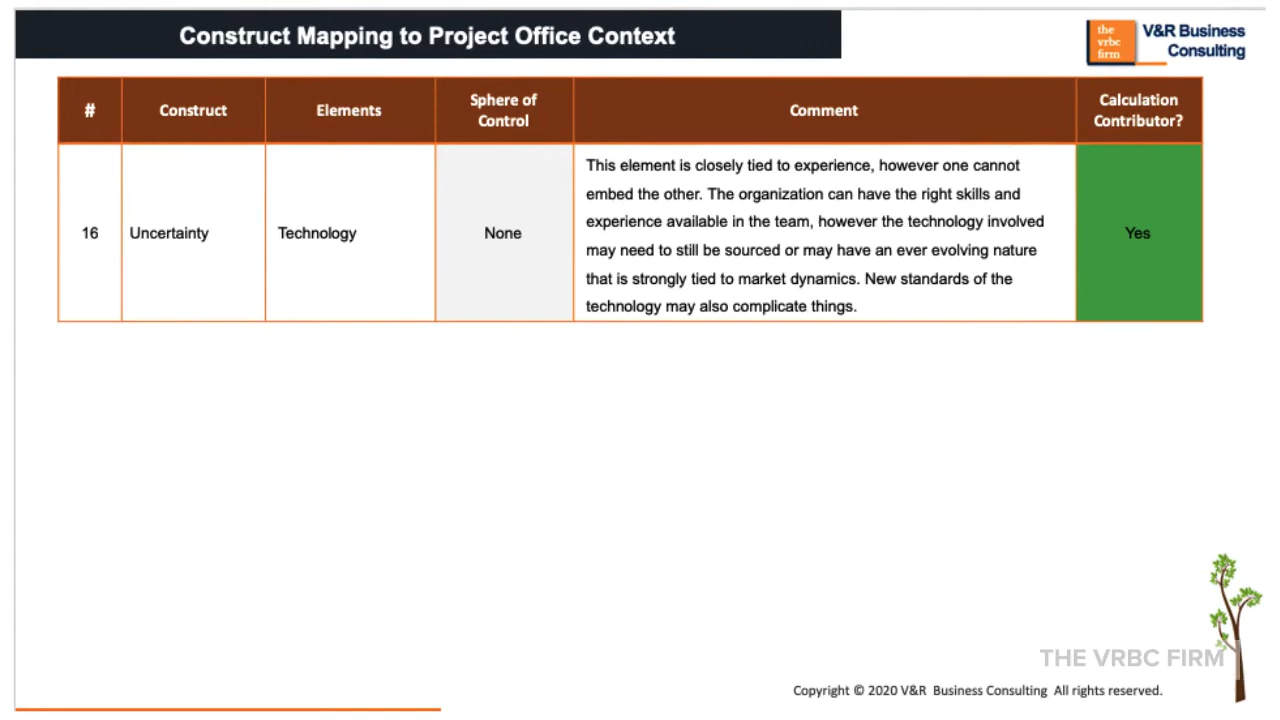 Construct Mapping to Project Office Context
the
vrbc
firm
V&R Business
Consulting
#
Construct
Elements
Sphere of
Control
Comment
Calculation
Contributor?
16
Uncertainty
Technology
None
This element is closely tied to experience, however one cannot
embed the other. The organization can have the right skills and
experience available in the team, however the technology involved
may need to still be sourced or may have an ever evolving nature
that is strongly tied to market dynamics. New standards of the
technology may also complicate things.
Yes
THE VRBC FIRM
Copyright © 2020 V&R Business Consulting All rights reserved.